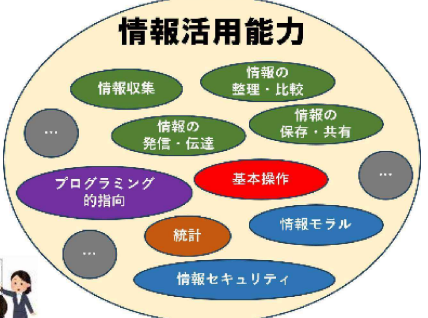 情報活用能力
情報収集
情報の
整理・比較
情報の
発信・伝達
情報の
保存・共有
…
プログラミング
的指向
基本操作
…
統計
情報モラル
…
情報セキュリティ